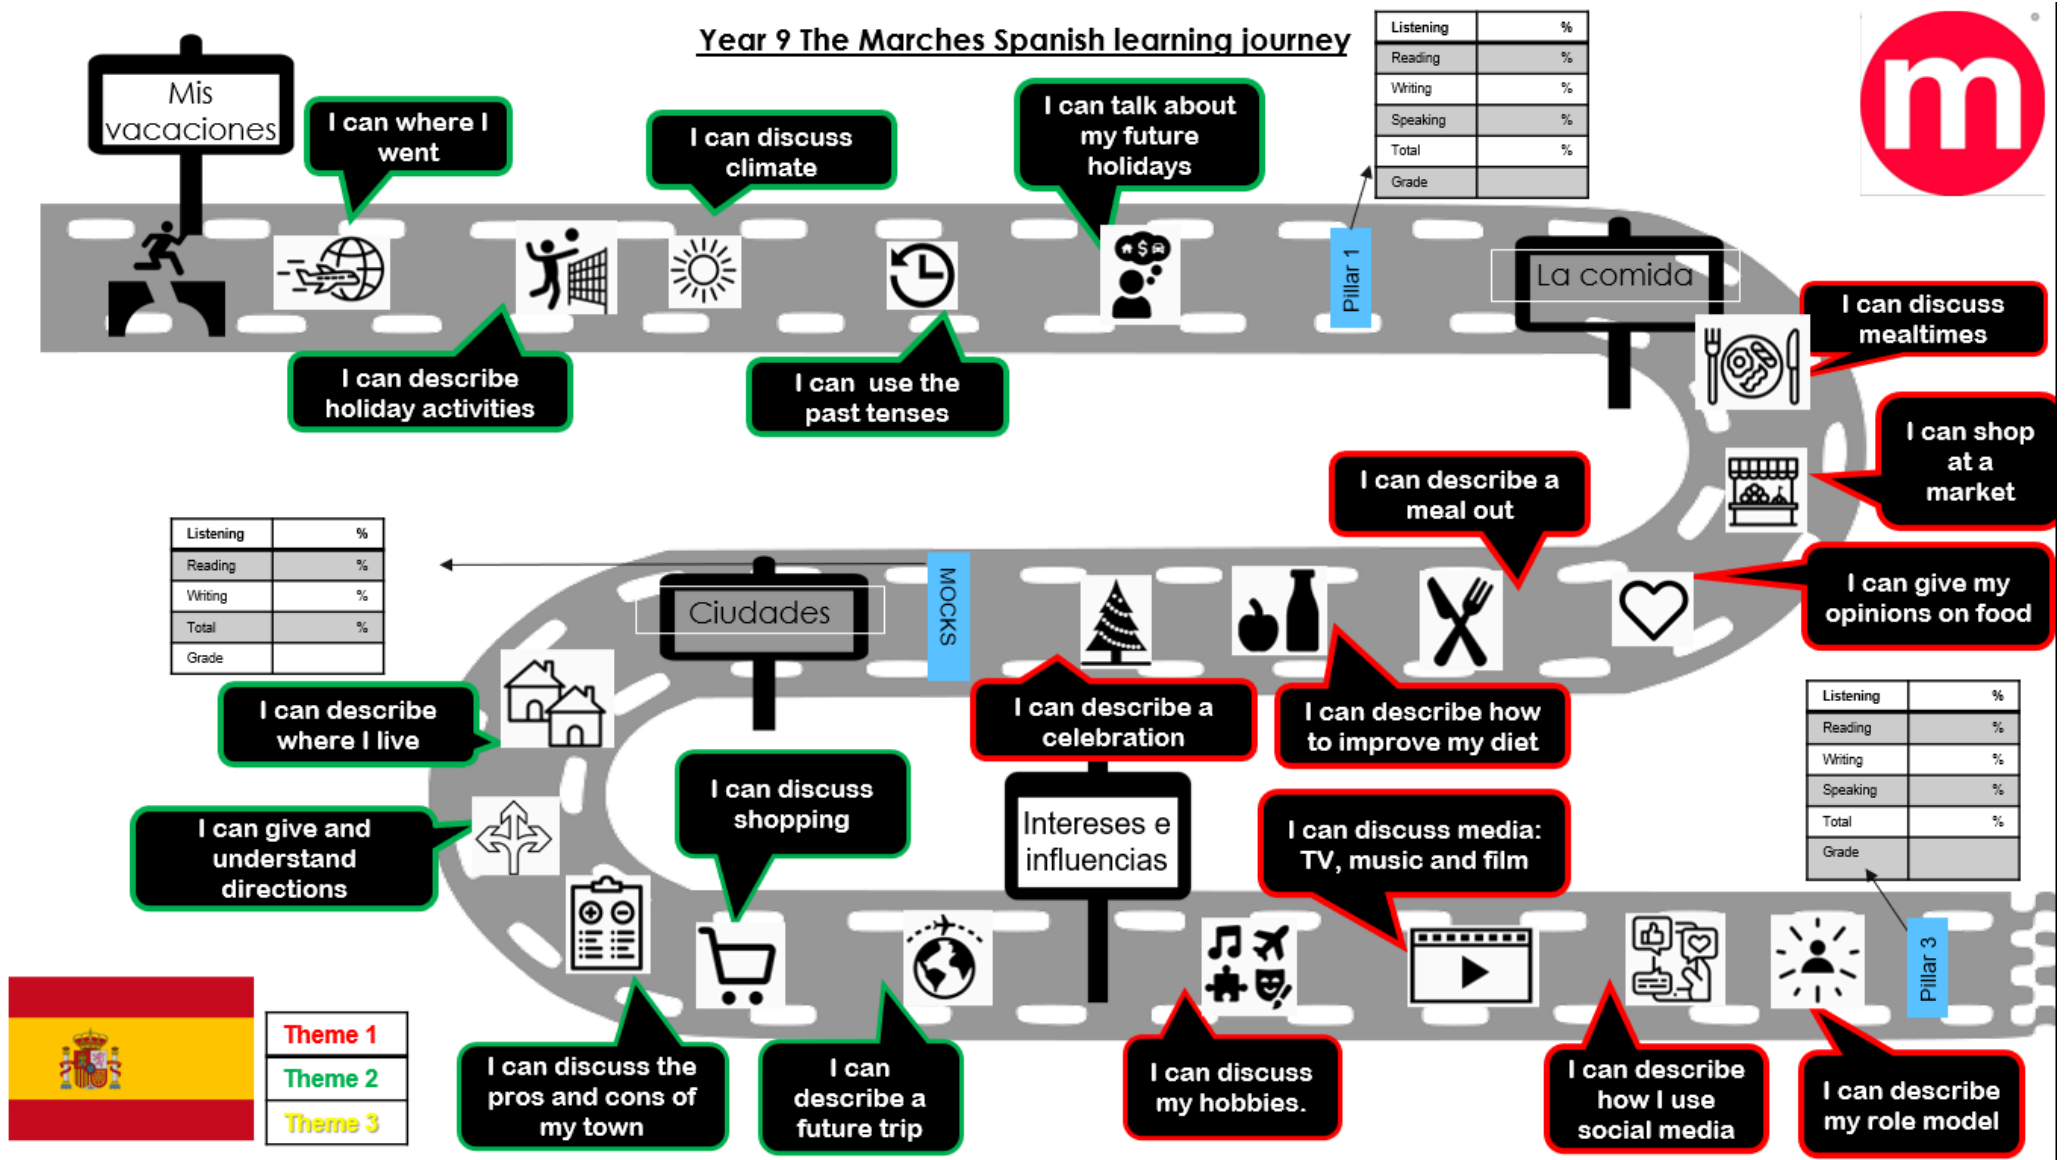 Year 9 The Marches Spanish learning journey
m
Mis
vacaciones
I can where I
went
I can describe
holiday activities
I can discuss
climate
I can  use the
past tenses
I can talk about
my future
holidays
$
Pillar 1
Listening %
Reading %
Writing %
Speaking %
Total %
Grade
La comida
I can discuss
mealtimes
I can shop
at a
market
I can give my
opinions on food
I can describe a
meal out
I can describe how
to improve my diet
I can describe a
celebration
MOCKS
Listening %
Reading %
Writing %
Total %
Grade
Ciudades
I can describe
where I live
I can give and
understand
directions
I can discuss the
pros and cons of
my town
I can discuss
shopping
I can
describe a
future trip
Intereses e
influencias
I can discuss
my hobbies.
I can discuss media:
TV, music and film
I can describe
how I use
social media
I can describe
my role model
Pillar 3
Listening %
Reading %
Writing %
Speaking %
Total %
Grade
Theme 1
Theme 2
Theme 3